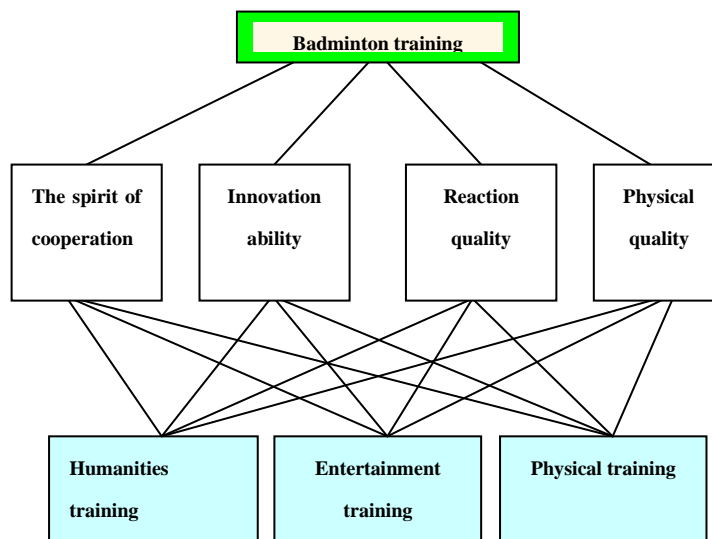 Badminton training
The spirit of
cooperation
Innovation
ability
Reaction
quality
Physical
quality
Humanities
training
Entertainment
training
Physical training